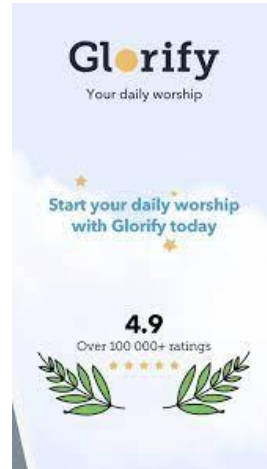 Glorify
Your daily worship
Start your daily worship
with Glorify today
4.9
Over 100 000+ ratings